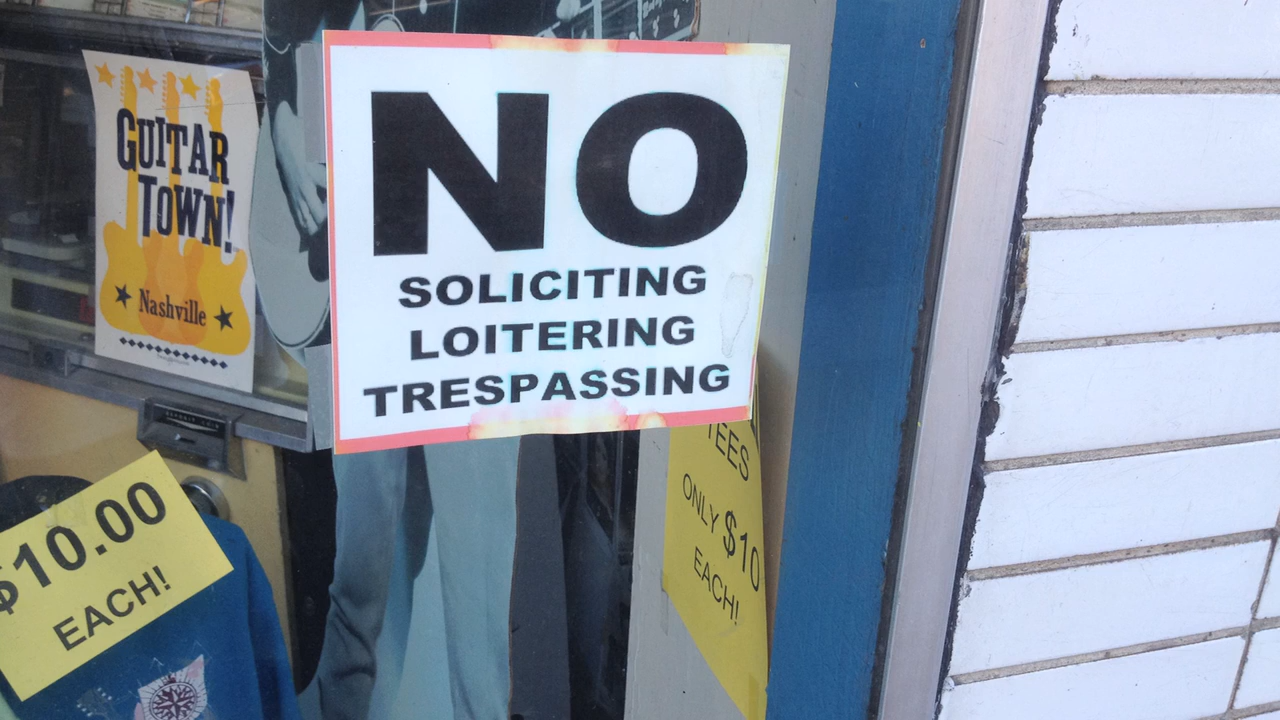 GUITAR
TOWN!
Nashville
NO
SOLICITING
LOITERING
TRESPASSING
$10.00
EACH!
TEES
ONLY $10
EACH!